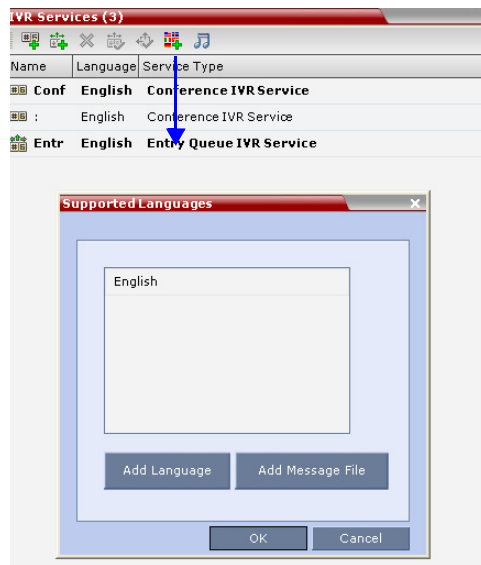 IVR Services (3)
Name Language Service Type
Conf English Conference IVR Service
: English Conference IVR Service
Entr English Entry Queue IVR Service
Supported Languages
English
Add Language Add Message File
OK Cancel